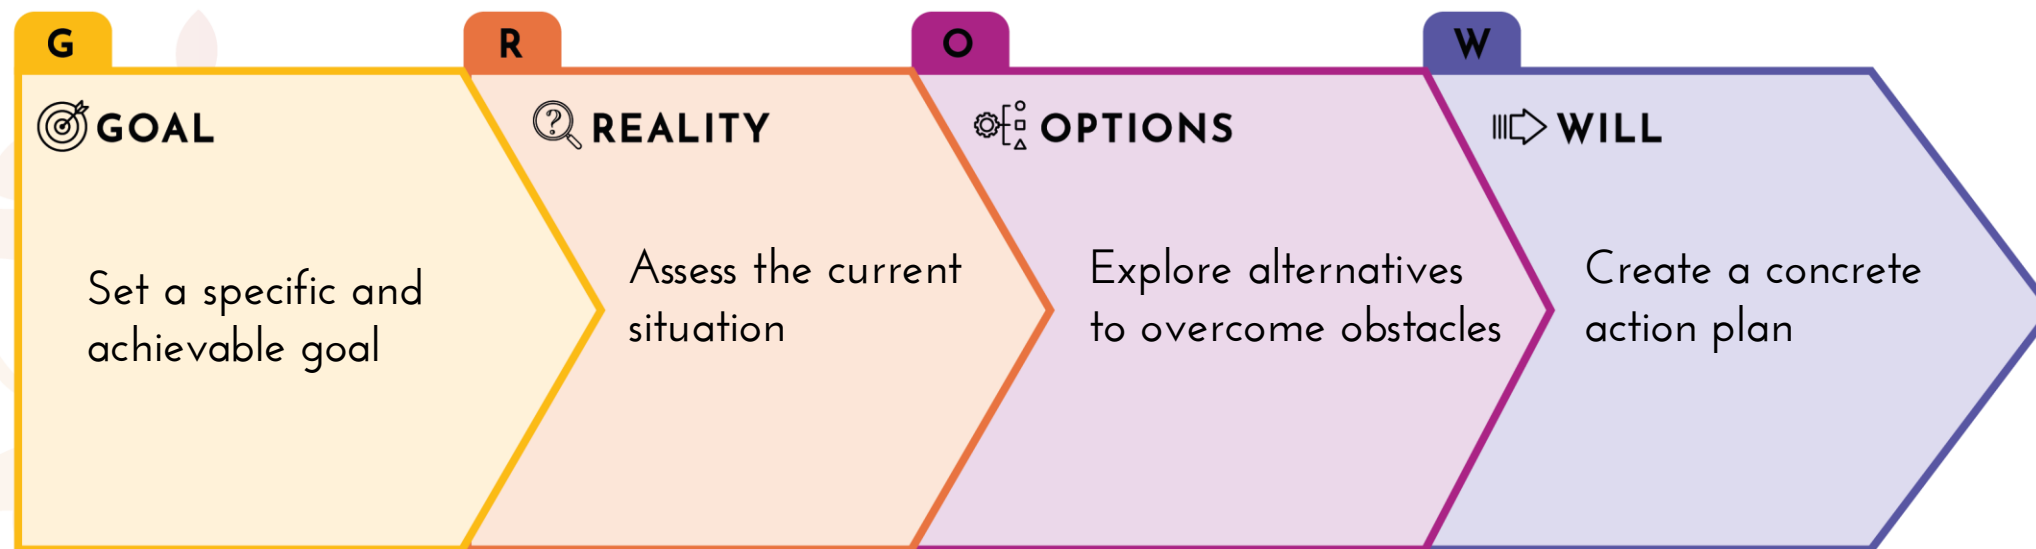 G
GOAL
Set a specific and
achievable goal
R
REALITY
Assess the current
situation
O
OPTIONS
Explore alternatives
to overcome obstacles
W
WILL
Create a concrete
action plan